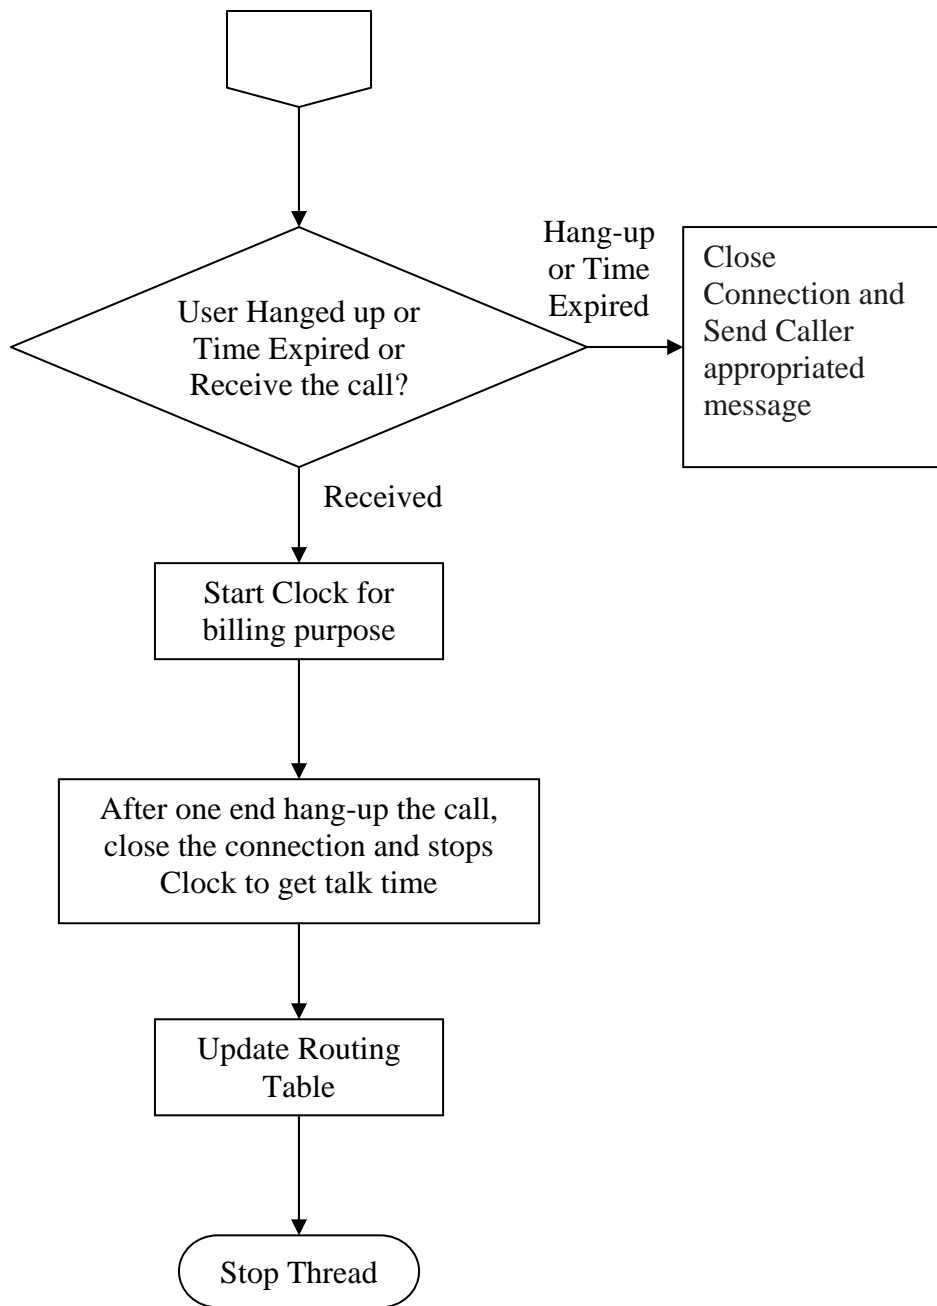 Hang-up
or Time
Expired
Close
Connection and
Send Caller
appropriated
message
User Hanged up or
Time Expired or
Receive the call?
Received
Start Clock for
billing purpose
After one end hang-up the call,
close the connection and stops
Clock to get talk time
Update Routing
Table
Stop Thread